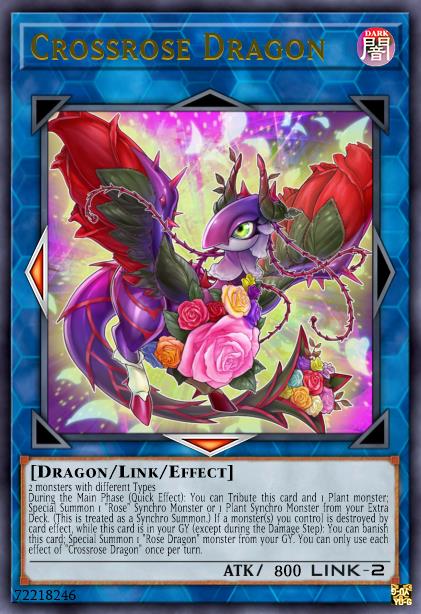 Crossrose Dragon
DARK
闇
[Dragon/Link/Effect]
2 monsters with different Types
During the Main Phase (Quick Effect): You can Tribute this card and 1 Plant monster;
Special Summon 1 "Rose" Synchro Monster or 1 Plant Synchro Monster from your Extra
Deck. (This is treated as a Synchro Summon.) If a monster(s) you control is destroyed by
card effect, while this card is in your GY (except during the Damage Step): You can banish
this card; Special Summon 1 "Rose Dragon" monster from your GY. You can only use each
effect of "Crossrose Dragon" once per turn.
ATK/ 800 LINK-2
72218246